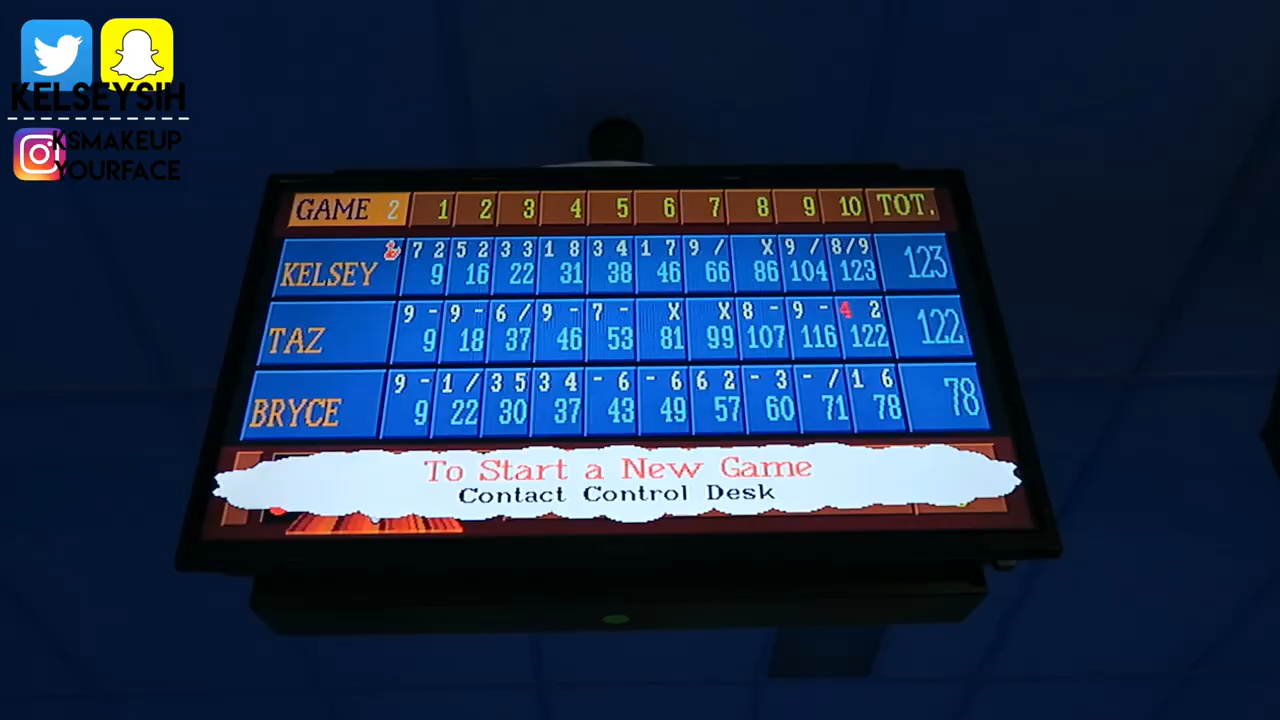 KELSEYSIH
KSMAKEUP
YOURFACE
GAME 2 1 2 3 4 5 6 7 8 9 10 TOT.
7 2 5 2 3 3 1 8 3 4 1 7 9 / X 9 / 8/9
KELSEY 9 16 22 31 38 46 66 86 104 123 123
9 - 9 - 6 / 9 - 7 - X X 8 - 9 - 4 2
TAZ 9 18 37 46 53 81 99 107 116 122 122
9 - 1 / 3 5 3 4 - 6 - 6 6 2 - 3 - / 1 6
BRYCE 9 22 30 37 43 49 57 60 71 78 78
To Start a New Game
Contact Control Desk